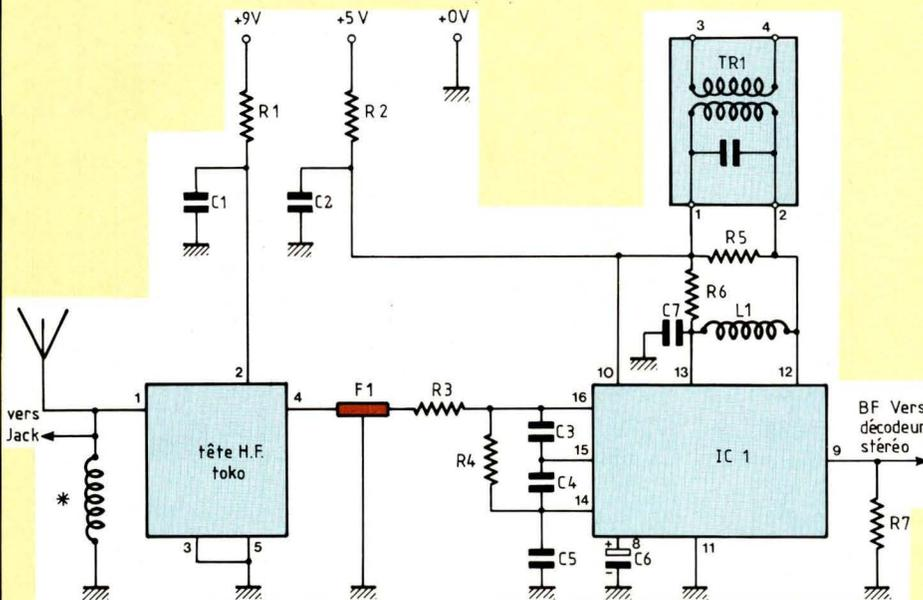 +9V
+5V
+0V
3
4
TR1
R1
R2
C1
C2
1
2
R5
R6
C7
L1
2
10
13
12
1
4
F1
R3
16
vers
Jack
tête H.F.
toko
R4
C3
15
C4
14
IC 1
9
BF Vers
décodeur
stéréo
*
3
5
C5
+
-
8
C6
11
R7